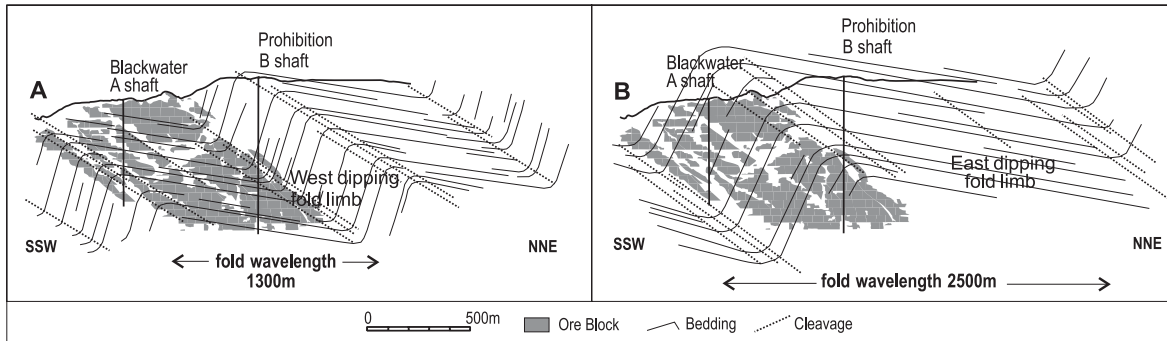 A
Blackwater
A shaft
Prohibition
B shaft
West dipping
fold limb
SSW
NNE
fold wavelength
1300m
B
Blackwater
A shaft
Prohibition
B shaft
East dipping
fold limb
SSW
NNE
fold wavelength 2500m
0 500m
Ore Block
Bedding
Cleavage